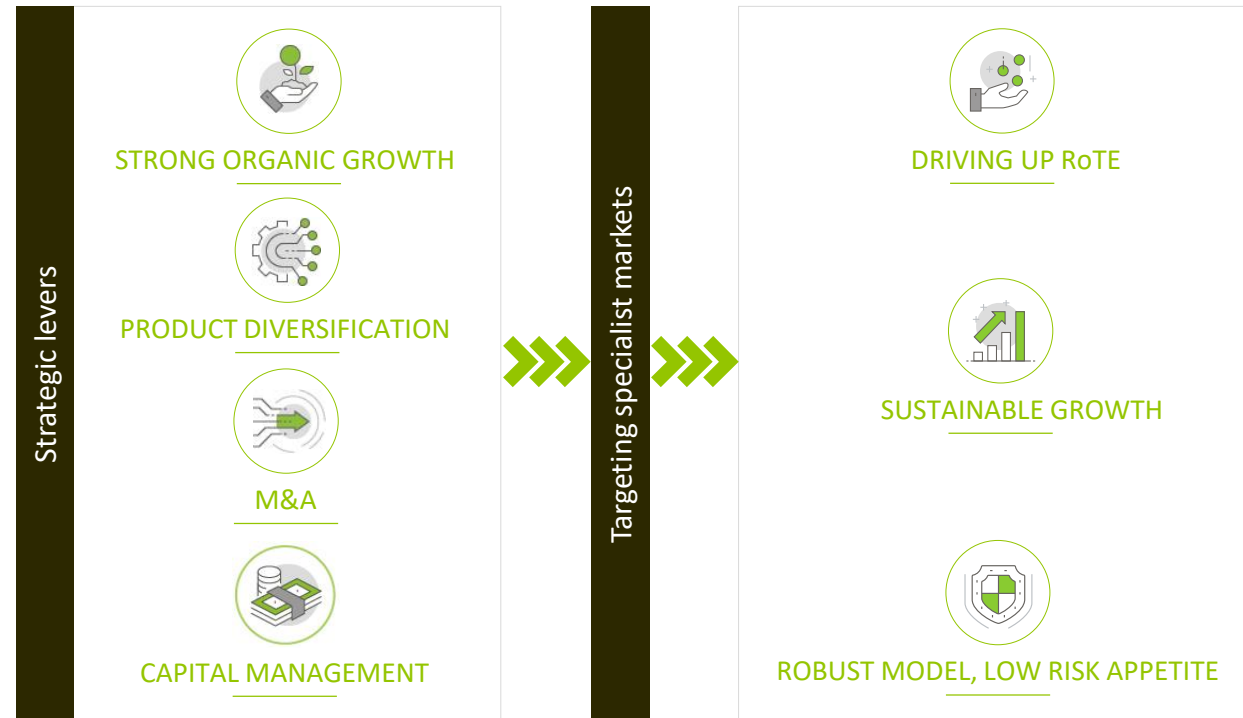 Strategic levers
STRONG ORGANIC GROWTH
PRODUCT DIVERSIFICATION
M&A
CAPITAL MANAGEMENT
Targeting specialist markets
DRIVING UP RoTE
SUSTAINABLE GROWTH
ROBUST MODEL, LOW RISK APPETITE